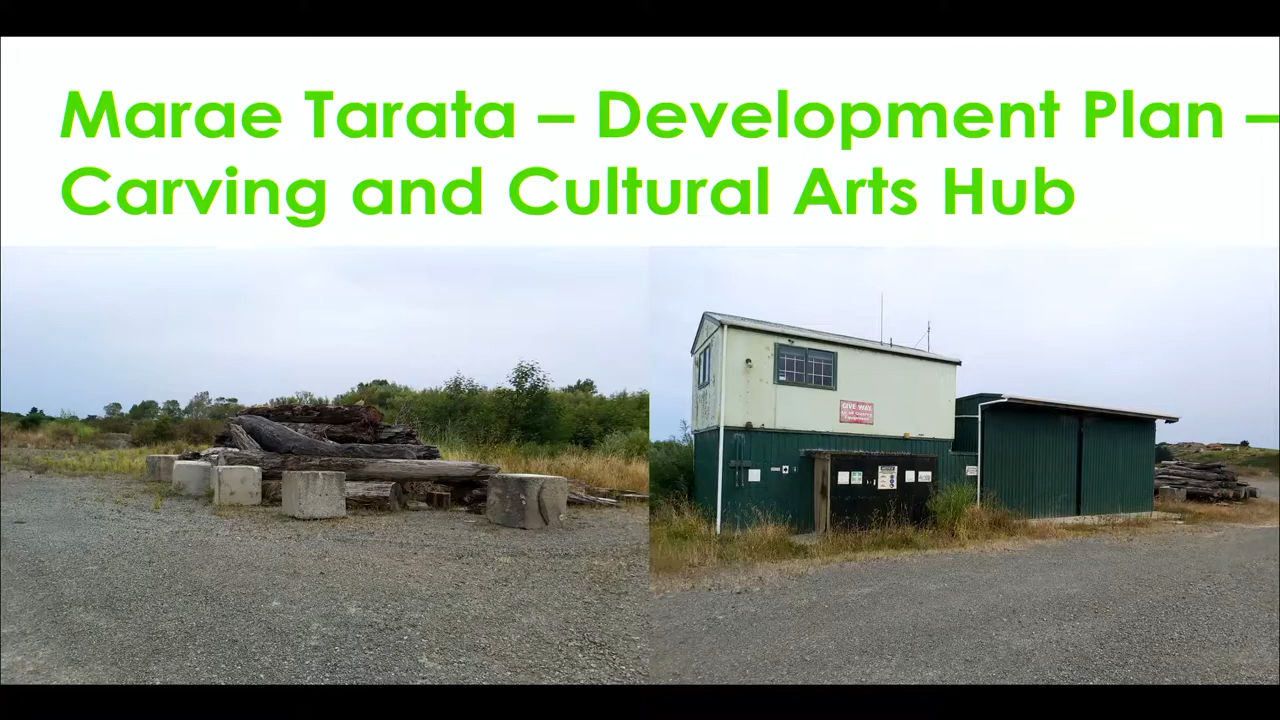 Marae Tarata – Development Plan –
Carving and Cultural Arts Hub
GIVE WAY